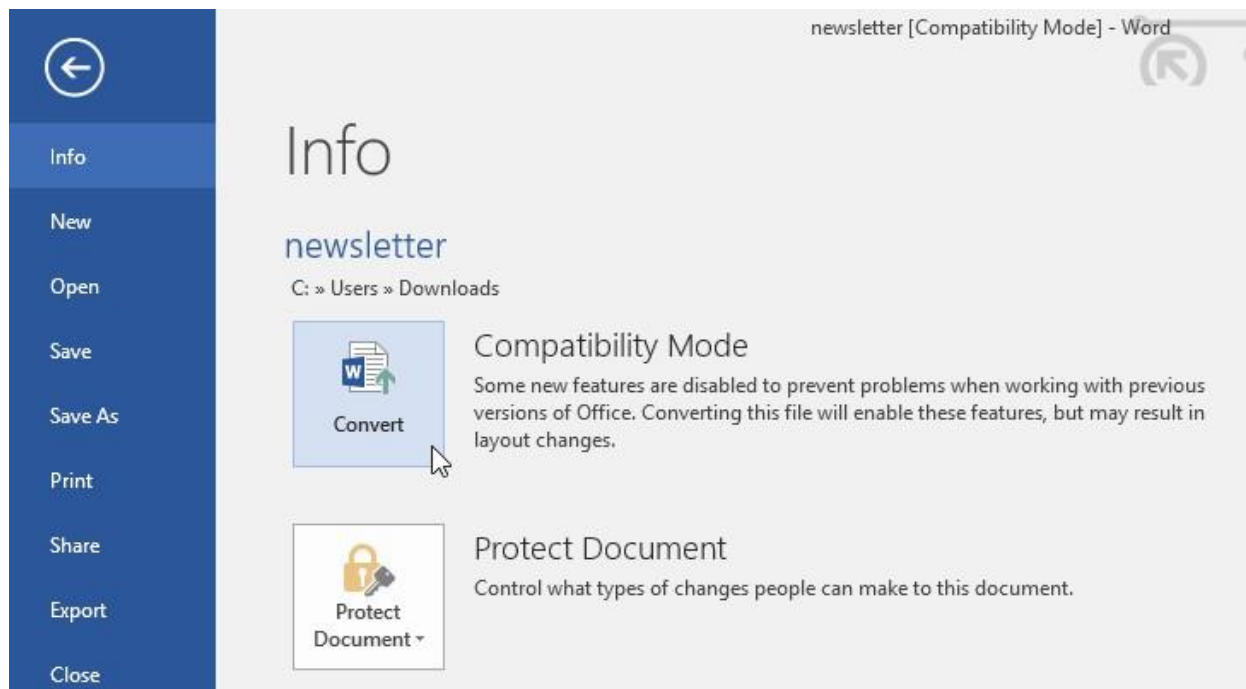 newsletter [Compatibility Mode] - Word
Info
New
Open
Save
Save As
Print
Share
Export
Close
Info
newsletter
C: » Users » Downloads
Convert
Compatibility Mode
Some new features are disabled to prevent problems when working with previous
versions of Office. Converting this file will enable these features, but may result in
layout changes.
Protect
Document
Protect Document
Control what types of changes people can make to this document.